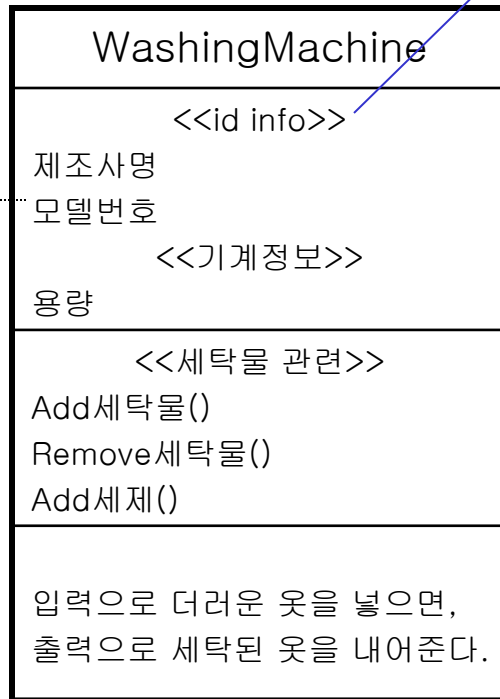 WashingMachine
<<id info>>
제조사명
모델번호
<<기계정보>>
용량
<<세탁물 관련>>
Add세탁물()
Remove세탁물()
Add세제()
입력으로 더러운 옷을 넣으면,
출력으로 세탁된 옷을 내어준다.